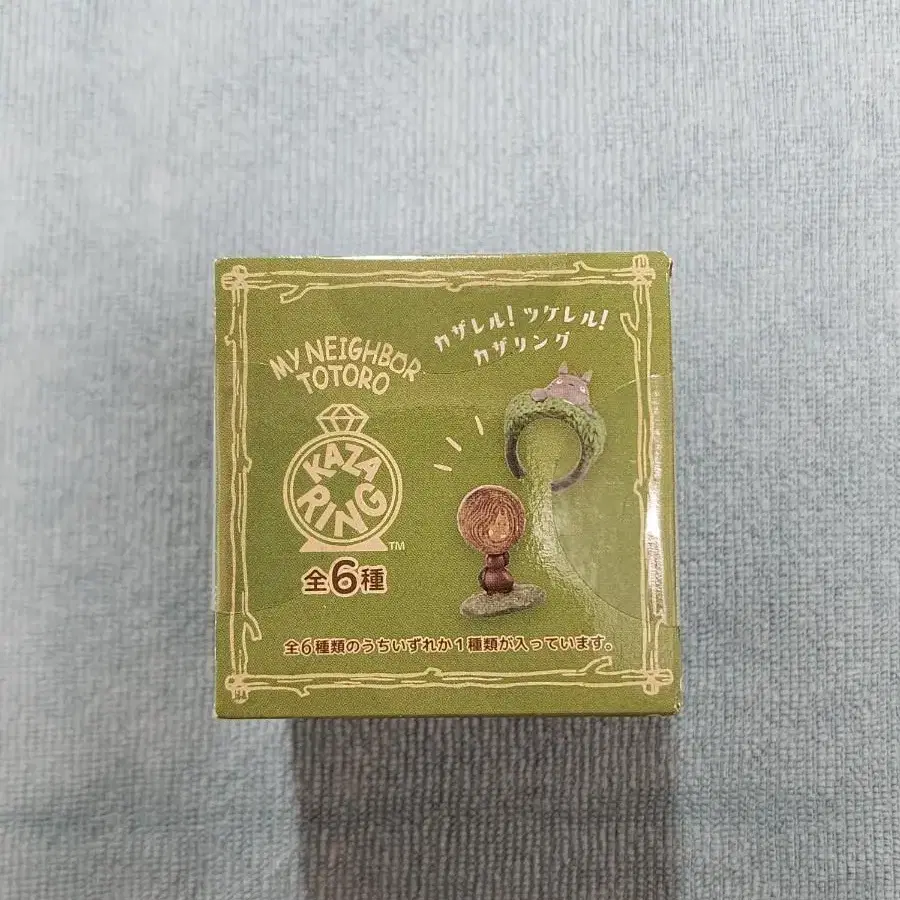 MY NEIGHBOR
TOTORO
カザレル！ツケレル！
カザリング
KAZA
RING
TM
全6種
全6種類のうちいずれか1種類が入っています。